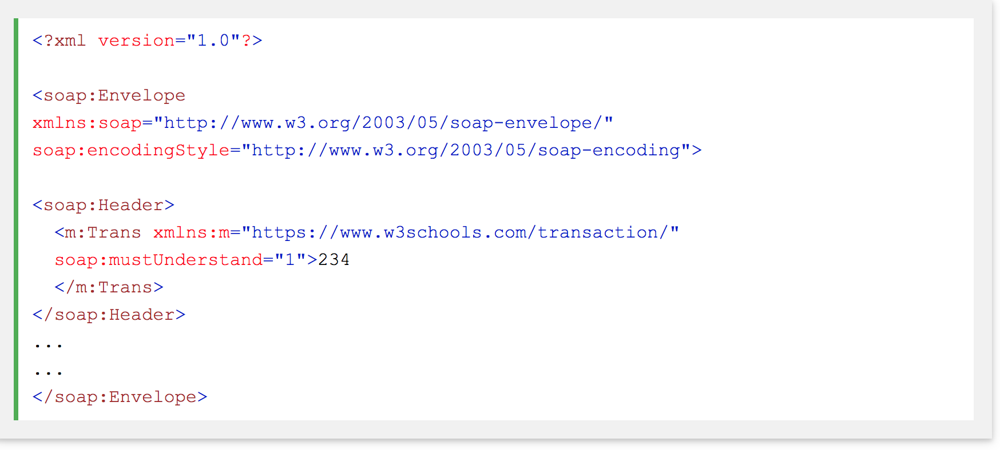 <?xml version="1.0"?>
<soap:Envelope
xmlns:soap="http://www.w3.org/2003/05/soap-envelope/"
soap:encodingStyle="http://www.w3.org/2003/05/soap-encoding">
<soap:Header>
<m:Trans xmlns:m="https://www.w3schools.com/transaction/"
soap:mustUnderstand="1">234
</m:Trans>
</soap:Header>
...
...
</soap:Envelope>